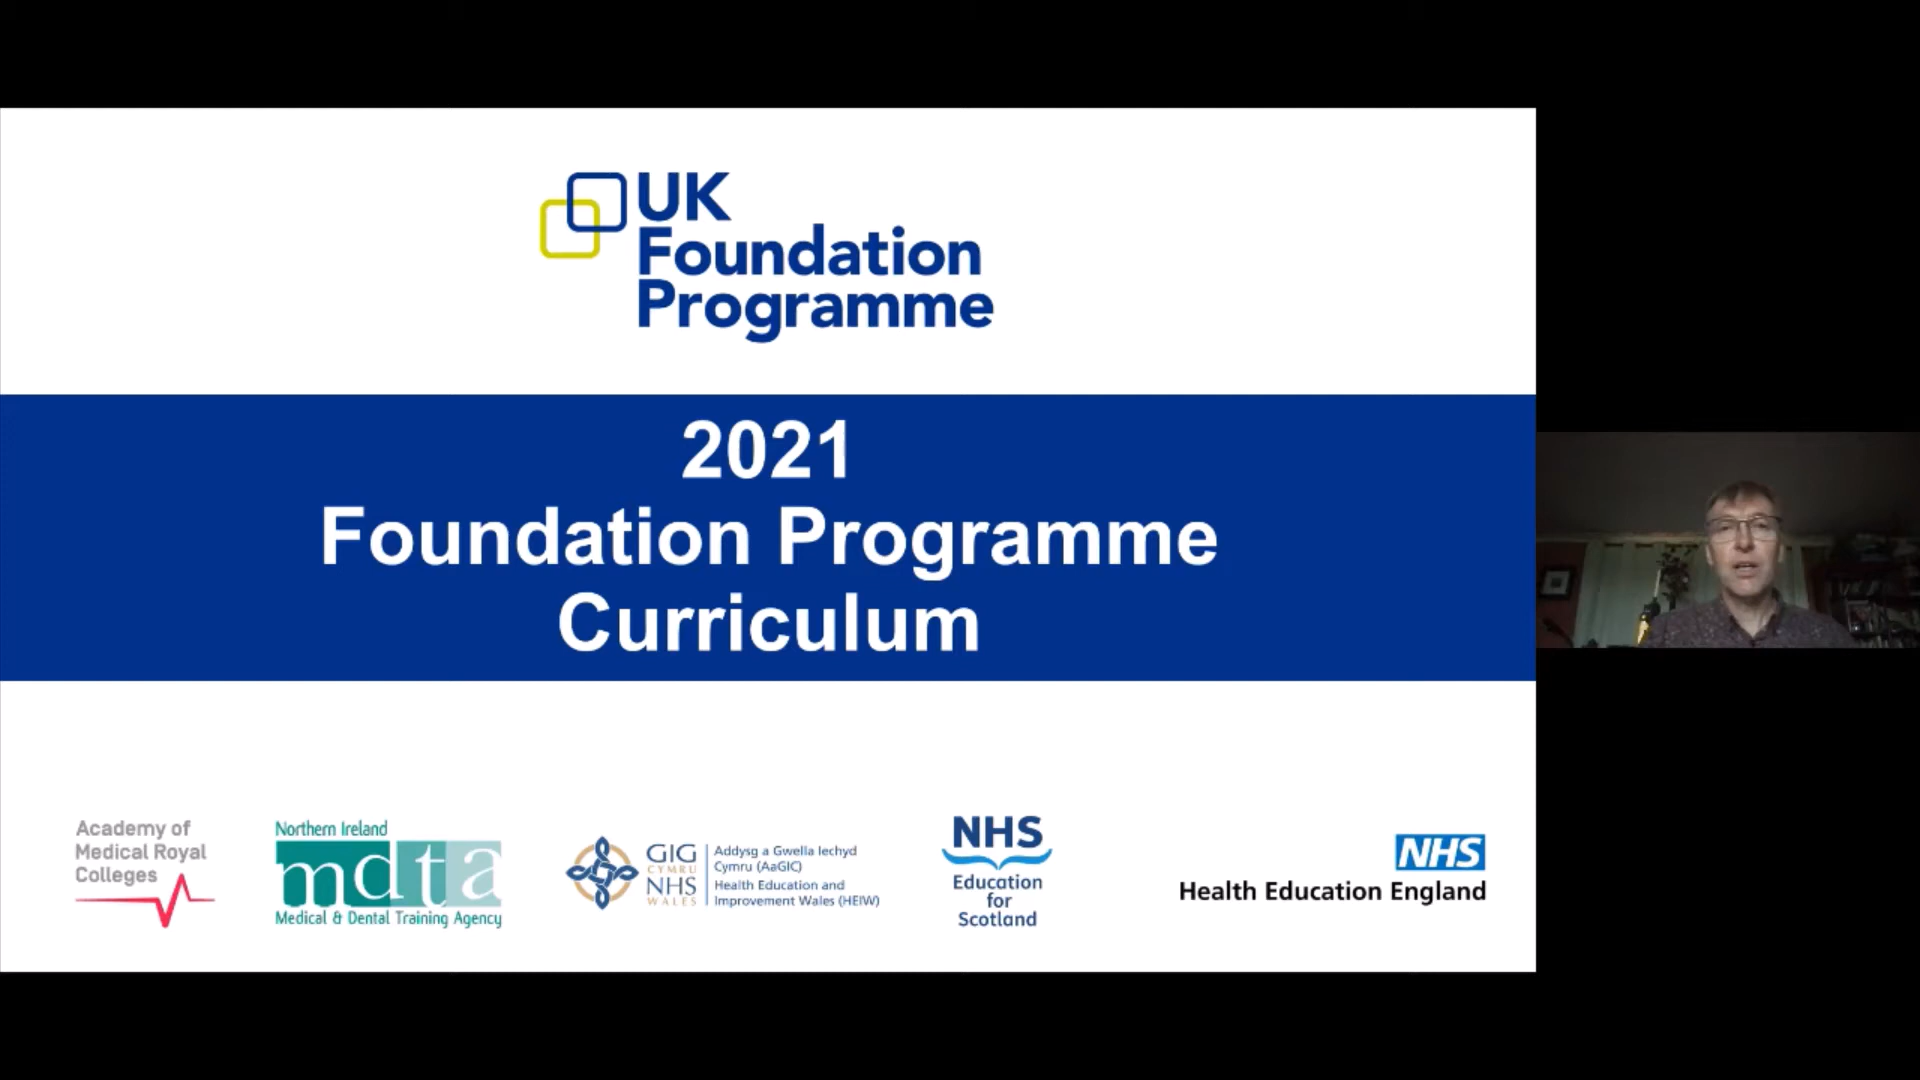 UK
Foundation
Programme
2021
Foundation Programme
Curriculum
Academy of
Medical Royal
Colleges
Northern Ireland
mdta
Medical & Dental Training Agency
GIG
CYMRU
NHS
WALES
Addysg a Gwella Iechyd
Cymru (AaGIC)
Health Education and
Improvement Wales (HEIW)
NHS
Education
for
Scotland
NHS
Health Education England